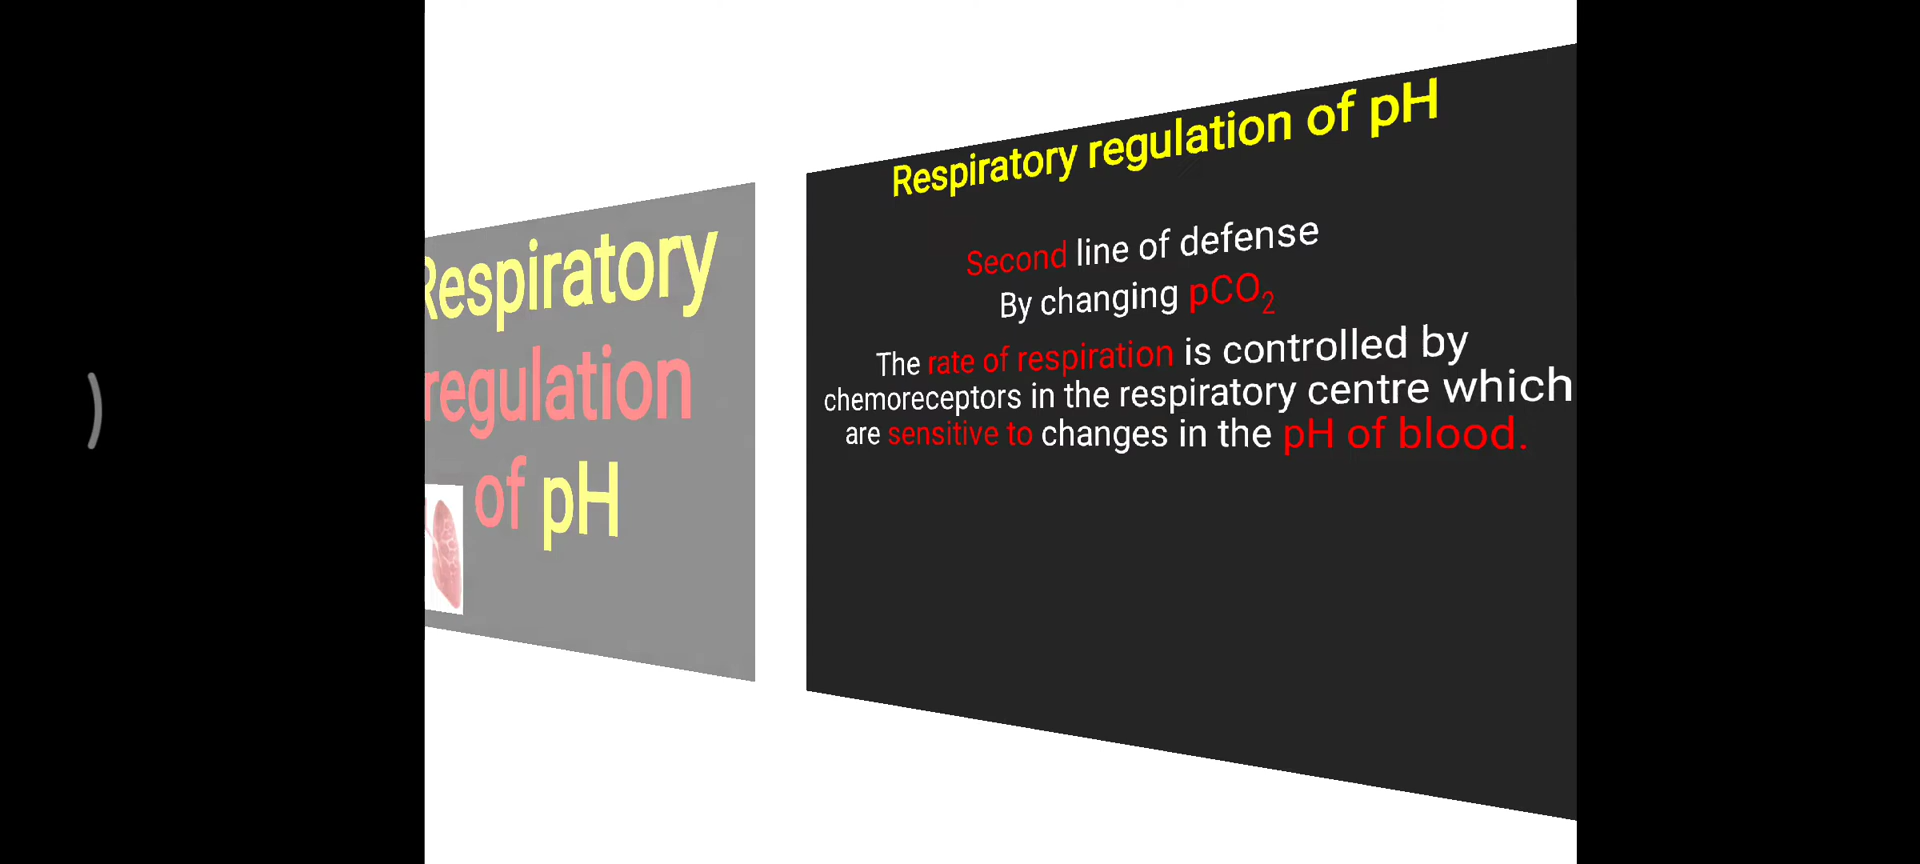 Respiratory
regulation
of pH
Respiratory regulation of pH
Second line of defense
By changing pCO₂
The rate of respiration is controlled by
chemoreceptors in the respiratory centre which
are sensitive to changes in the pH of blood.